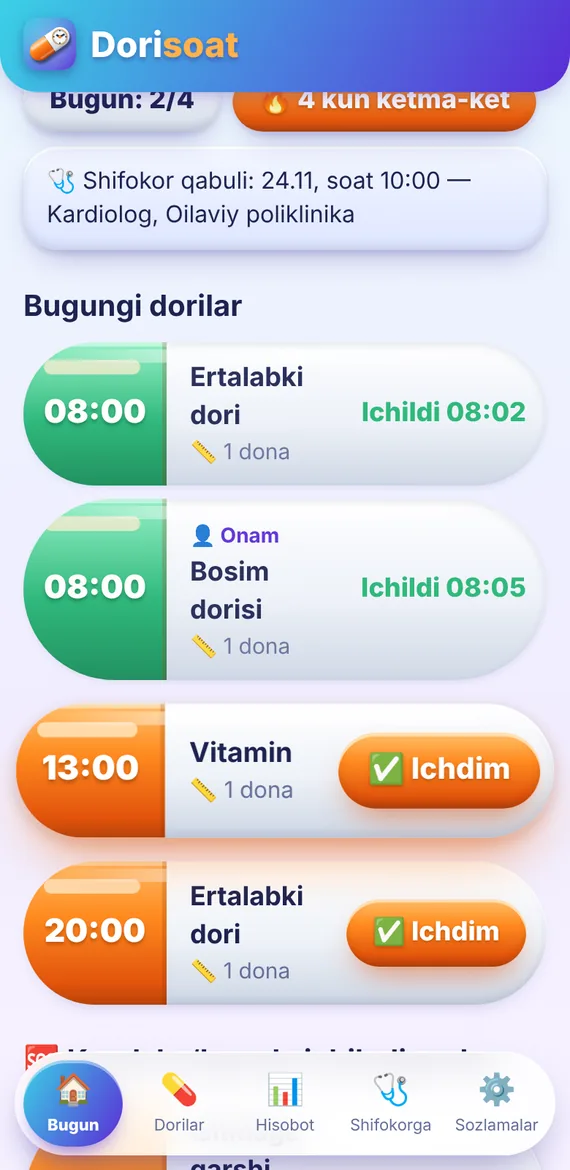 Dorisoat
Bugun: 2/4
🔥 4 kun ketma-ket
🩺 Shifokor qabuli: 24.11, soat 10:00 —
Kardiolog, Oilaviy poliklinika
Bugungi dorilar
08:00
Ertalabki
dori
📏 1 dona
Ichildi 08:02
08:00
👤 Onam
Bosim
dorisi
📏 1 dona
Ichildi 08:05
13:00
Vitamin
📏 1 dona
✅ Ichdim
20:00
Ertalabki
dori
📏 1 dona
✅ Ichdim
🆘
Bugun
Dorilar
Hisobot
Shifokorga
Sozlamalar
qarshi